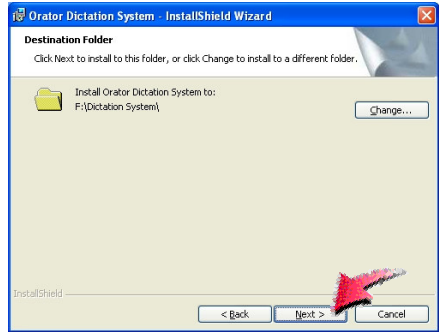 Orator Dictation System - InstallShield Wizard
Destination Folder
Click Next to install to this folder, or click Change to install to a different folder.
Install Orator Dictation System to:
F:\Dictation System\
Change...
InstallShield
< Back
Next >
Cancel